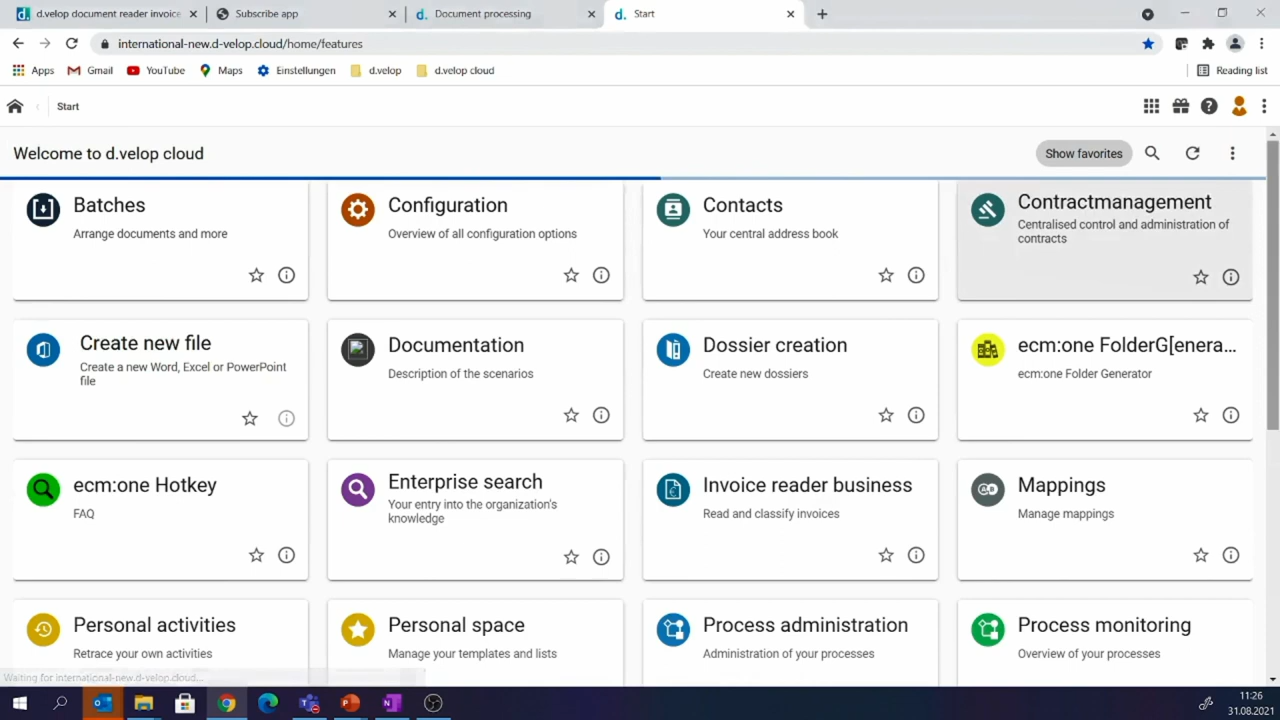 d.velop document reader invoice
Subscribe app
Document processing
Start
international-new.d-velop.cloud/home/features
Apps
Gmail
YouTube
Maps
Einstellungen
d.velop
d.velop cloud
Reading list
Start
Welcome to d.velop cloud
Show favorites
Batches
Arrange documents and more
Configuration
Overview of all configuration options
Contacts
Your central address book
Contractmanagement
Centralised control and administration of
contracts
Create new file
Create a new Word, Excel or PowerPoint
file
Documentation
Description of the scenarios
Dossier creation
Create new dossiers
ecm:one FolderG[enera...
ecm:one Folder Generator
ecm:one Hotkey
FAQ
Enterprise search
Your entry into the organization's
knowledge
Invoice reader business
Read and classify invoices
Mappings
Manage mappings
Personal activities
Retrace your own activities
Personal space
Manage your templates and lists
Process administration
Administration of your processes
Process monitoring
Overview of your processes
Waiting for international-new.d-velop.cloud...
11:26
31.08.2021